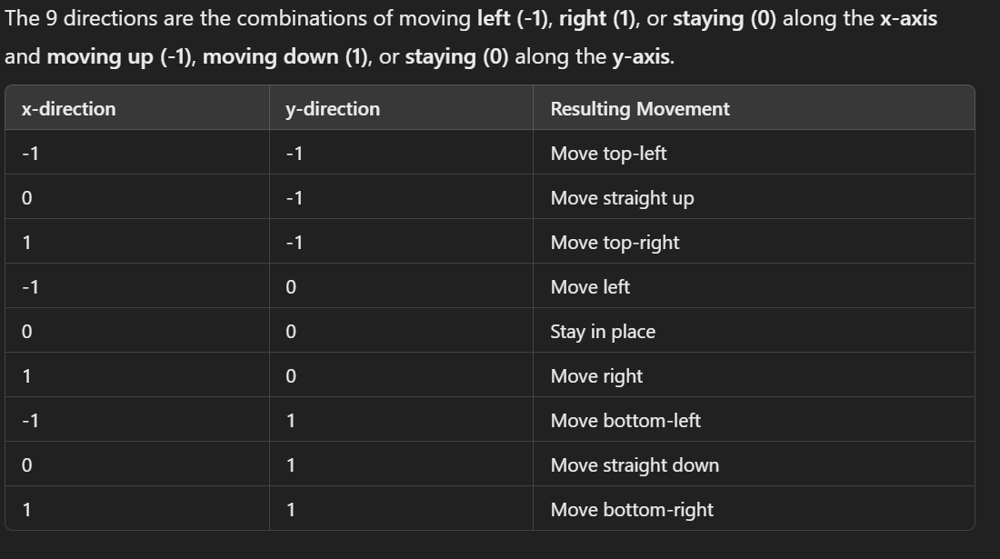 The 9 directions are the combinations of moving left (-1), right (1), or staying (0) along the x-axis
and moving up (-1), moving down (1), or staying (0) along the y-axis.
x-direction y-direction Resulting Movement
-1 -1 Move top-left
0 -1 Move straight up
1 -1 Move top-right
-1 0 Move left
0 0 Stay in place
1 0 Move right
-1 1 Move bottom-left
0 1 Move straight down
1 1 Move bottom-right